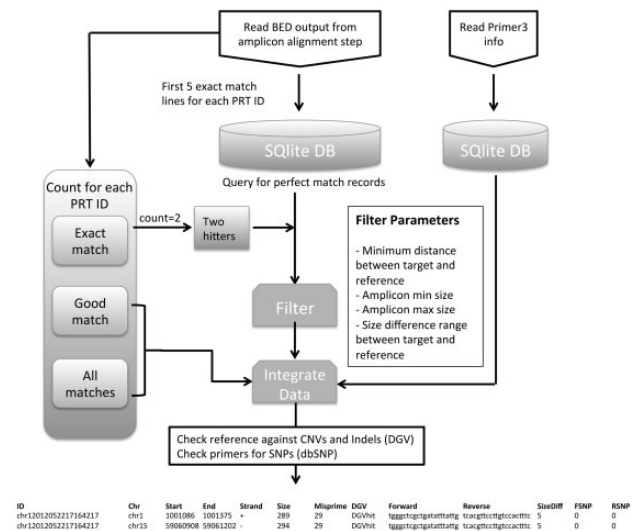 Read BED output from
amplicon alignment step
Read Primer3
info
First 5 exact match
lines for each PRT ID
SQlite DB
SQlite DB
Query for perfect match records
Count for each
PRT ID
count=2
Exact
match
Two
hitters
Filter Parameters
- Minimum distance
between target and
reference
- Amplicon min size
- Amplicon max size
- Size difference range
between target and
reference
Good
match
Filter
All
matches
Integrate
Data
Check reference against CNVs and Indels (DGV)
Check primers for SNPs (dbSNP)
ID Chr Start End Strand Size Misprime DGV Forward Reverse SizeDiff FSNP RSNP
chr12012052217164217 chr1 1001086 1001375 + 289 29 DGVhit tgggctcgctgatatttattg tcacgttccttgtccactttc 5 0 0
chr12012052217164217 chr15 59060908 59061202 - 294 29 DGVhit tgggctcgctgatatttattg tcacgttccttgtccactttc 5 0 0